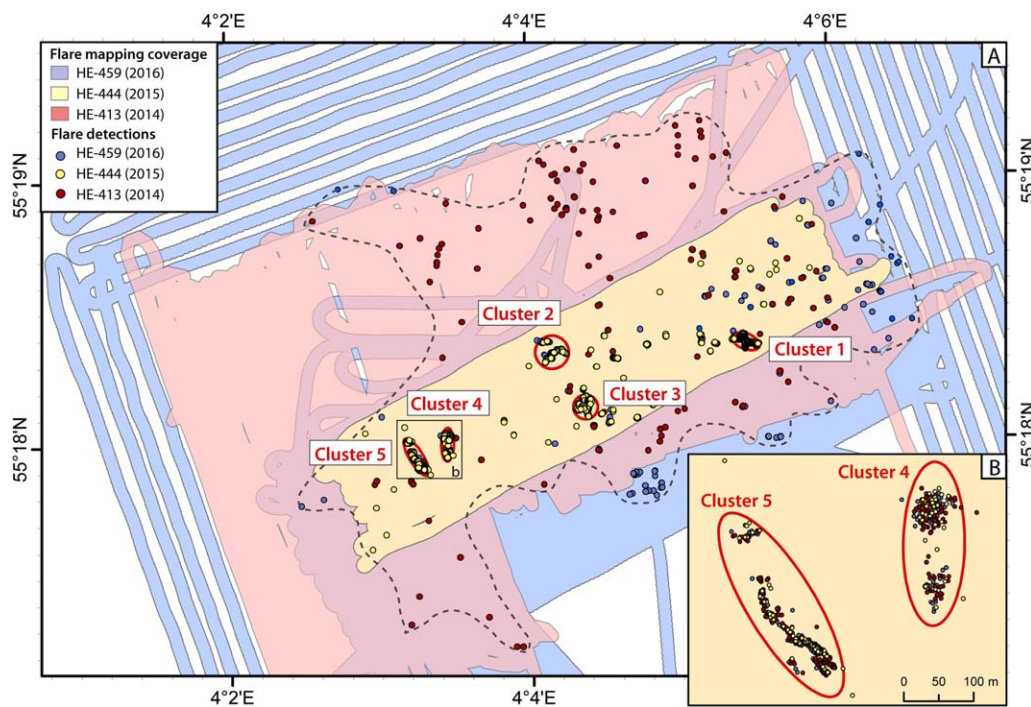 4°2'E
4°4'E
4°6'E
Flare mapping coverage
HE-459 (2016)
HE-444 (2015)
HE-413 (2014)
Flare detections
HE-459 (2016)
HE-444 (2015)
HE-413 (2014)
A
55°19'N
55°19'N
Cluster 2
Cluster 1
Cluster 3
Cluster 4
55°18'N
Cluster 5
b
55°18'N
B
Cluster 4
Cluster 5
0 50 100 m
4°2'E
4°4'E